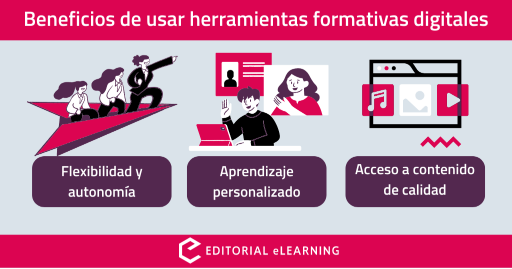 Beneficios de usar herramientas formativas digitales
Flexibilidad y
autonomía
Aprendizaje
personalizado
Acceso a contenido
de calidad
EDITORIAL eLEARNING